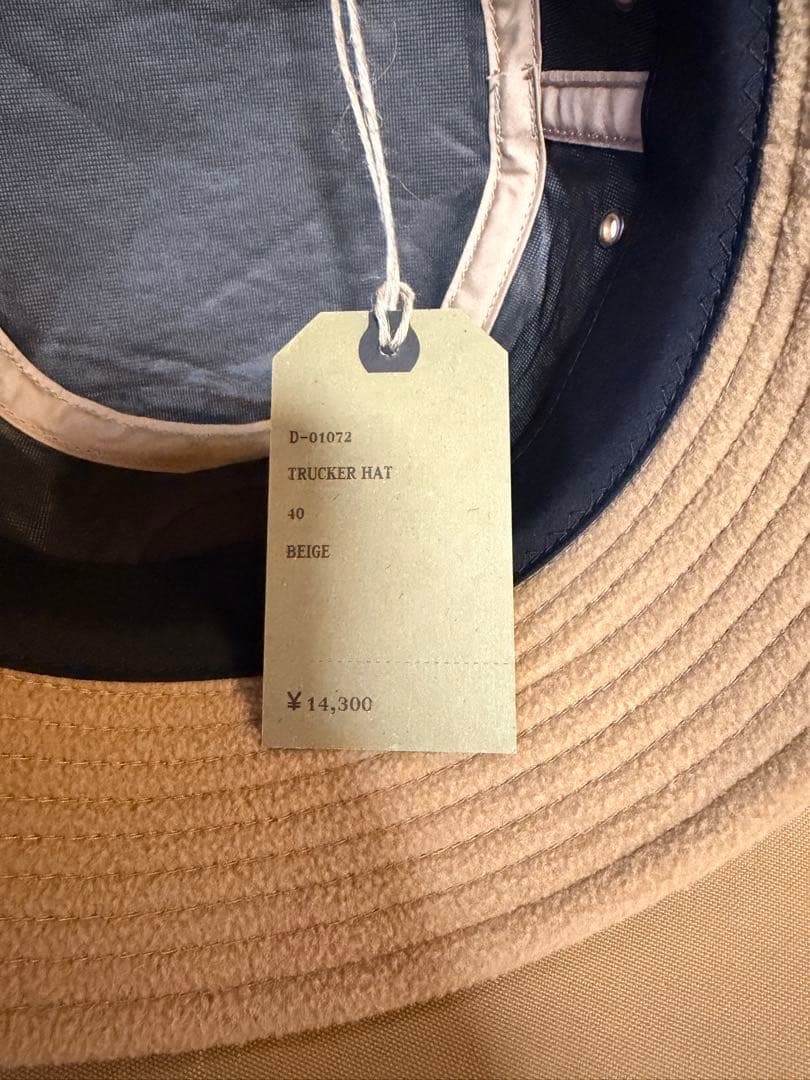 D-01072
TRUCKER HAT
40
BEIGE
¥14,300